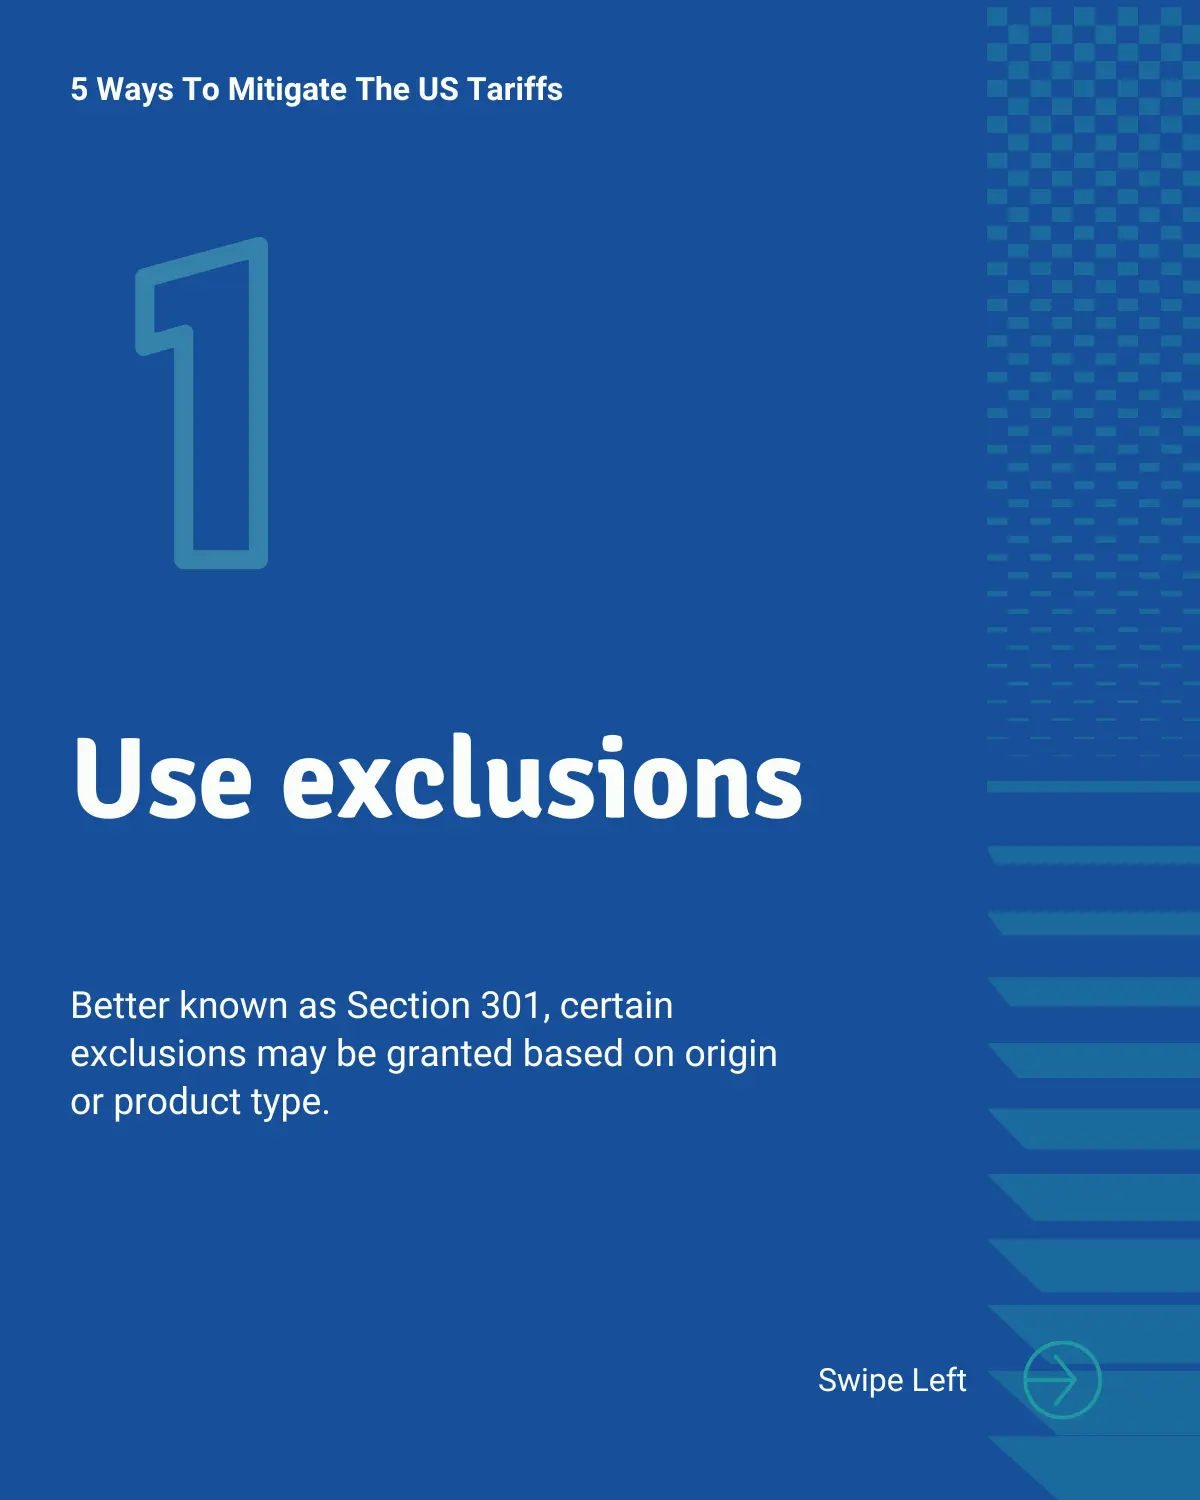 5 Ways To Mitigate The US Tariffs
1
Use exclusions
Better known as Section 301, certain
exclusions may be granted based on origin
or product type.
Swipe Left